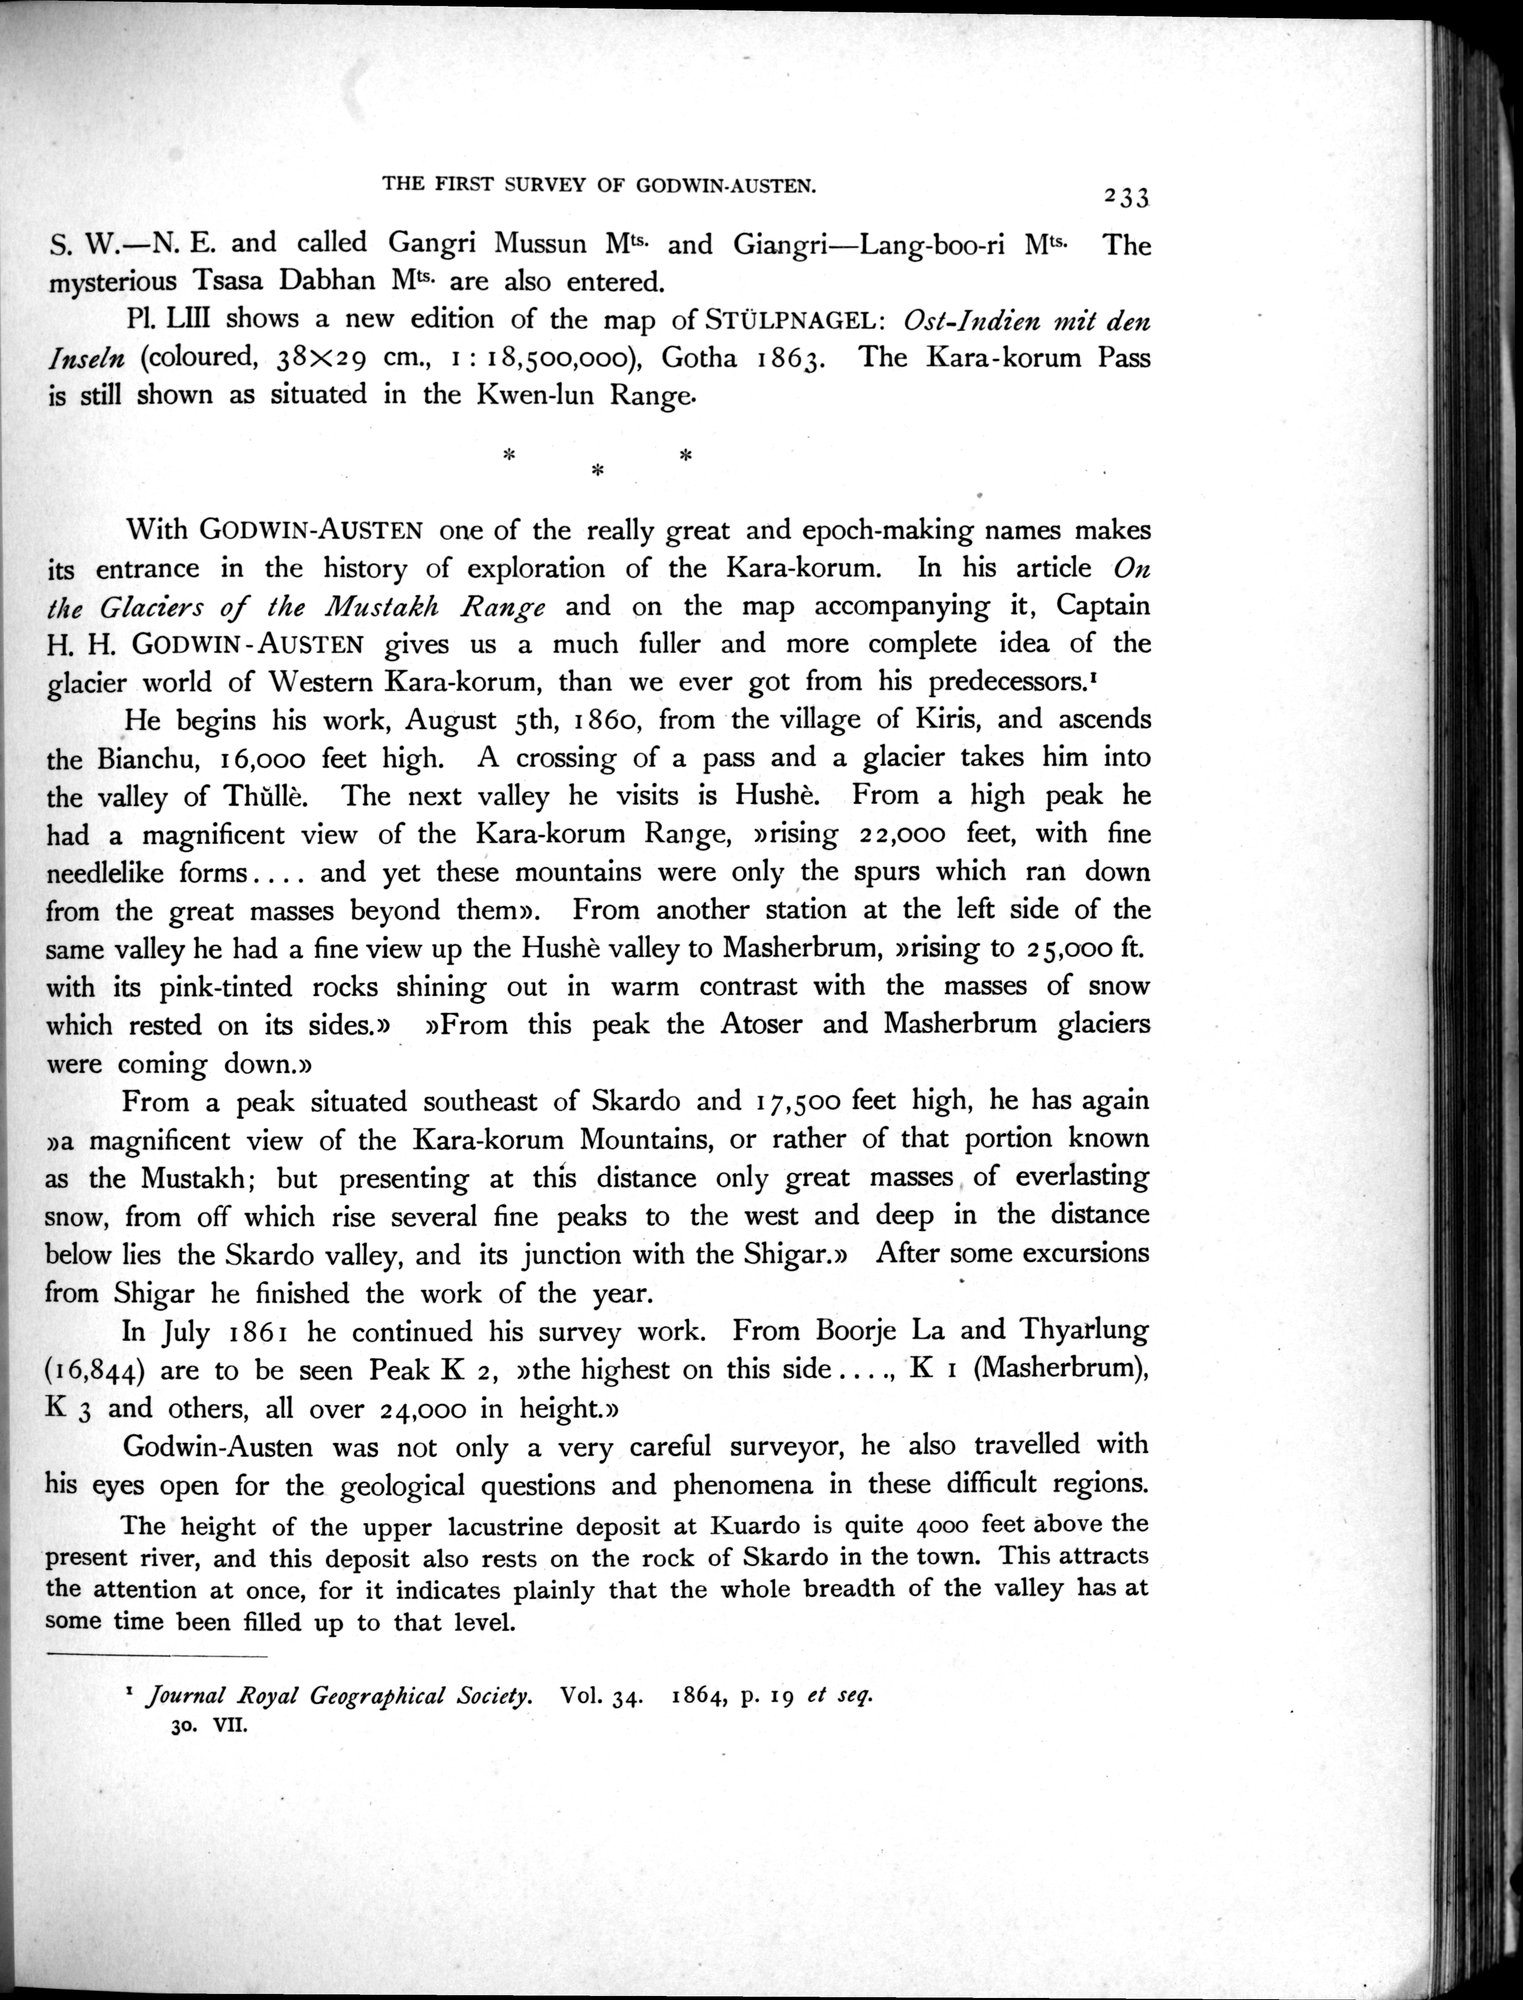 THE FIRST SURVEY OF GODWIN-AUSTEN.
233
S. W.—N. E. and called Gangri Mussun Mts. and Giangri—Lang-boo-ri Mts. The
mysterious Tsasa Dabhan Mts. are also entered.
Pl. LIII shows a new edition of the map of STÜLPNAGEL: Ost-Indien mit den
Inseln (coloured, 38×29 cm., 1 : 18,500,000), Gotha 1863. The Kara-korum Pass
is still shown as situated in the Kwen-lun Range.
* * *
With GODWIN-AUSTEN one of the really great and epoch-making names makes
its entrance in the history of exploration of the Kara-korum. In his article On
the Glaciers of the Mustakh Range and on the map accompanying it, Captain
H. H. GODWIN-AUSTEN gives us a much fuller and more complete idea of the
glacier world of Western Kara-korum, than we ever got from his predecessors.¹
He begins his work, August 5th, 1860, from the village of Kiris, and ascends
the Bianchu, 16,000 feet high. A crossing of a pass and a glacier takes him into
the valley of Thŭllè. The next valley he visits is Hushè. From a high peak he
had a magnificent view of the Kara-korum Range, »rising 22,000 feet, with fine
needlelike forms.... and yet these mountains were only the spurs which ran down
from the great masses beyond them». From another station at the left side of the
same valley he had a fine view up the Hushè valley to Masherbrum, »rising to 25,000 ft.
with its pink-tinted rocks shining out in warm contrast with the masses of snow
which rested on its sides.» »From this peak the Atoser and Masherbrum glaciers
were coming down.»
From a peak situated southeast of Skardo and 17,500 feet high, he has again
»a magnificent view of the Kara-korum Mountains, or rather of that portion known
as the Mustakh; but presenting at this distance only great masses of everlasting
snow, from off which rise several fine peaks to the west and deep in the distance
below lies the Skardo valley, and its junction with the Shigar.» After some excursions
from Shigar he finished the work of the year.
In July 1861 he continued his survey work. From Boorje La and Thyarlung
(16,844) are to be seen Peak K 2, »the highest on this side...., K 1 (Masherbrum),
K 3 and others, all over 24,000 in height.»
Godwin-Austen was not only a very careful surveyor, he also travelled with
his eyes open for the geological questions and phenomena in these difficult regions.
The height of the upper lacustrine deposit at Kuardo is quite 4000 feet above the
present river, and this deposit also rests on the rock of Skardo in the town. This attracts
the attention at once, for it indicates plainly that the whole breadth of the valley has at
some time been filled up to that level.
¹ Journal Royal Geographical Society. Vol. 34. 1864, p. 19 et seq.
30. VII.